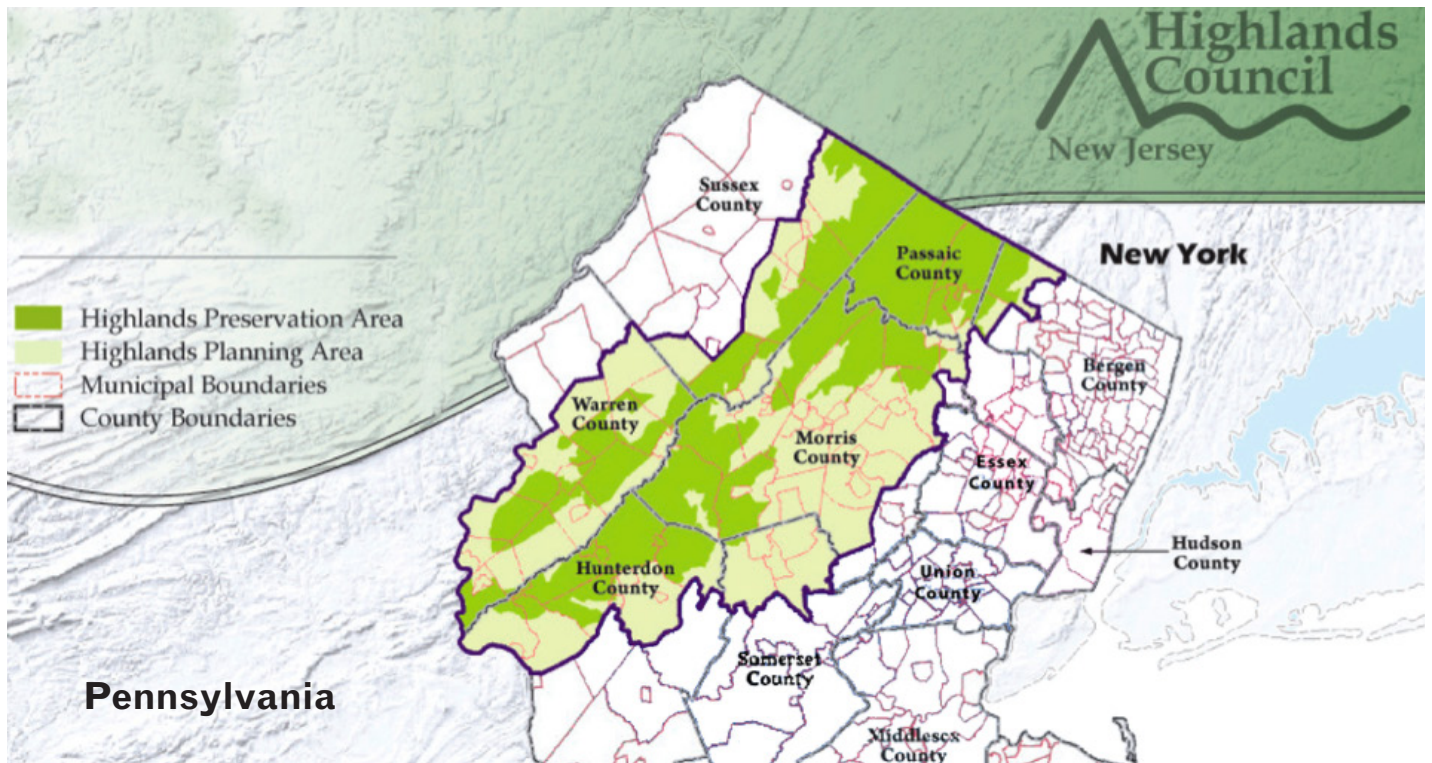 Highlands
Council
New Jersey
Sussex
County
Passaic
County
New York
Highlands Preservation Area
Highlands Planning Area
Municipal Boundaries
County Boundaries
Bergen
County
Warren
County
Morris
County
Essex
County
Hudson
County
Hunterdon
County
Union
County
Somerset
County
Pennsylvania
Middlesex
County